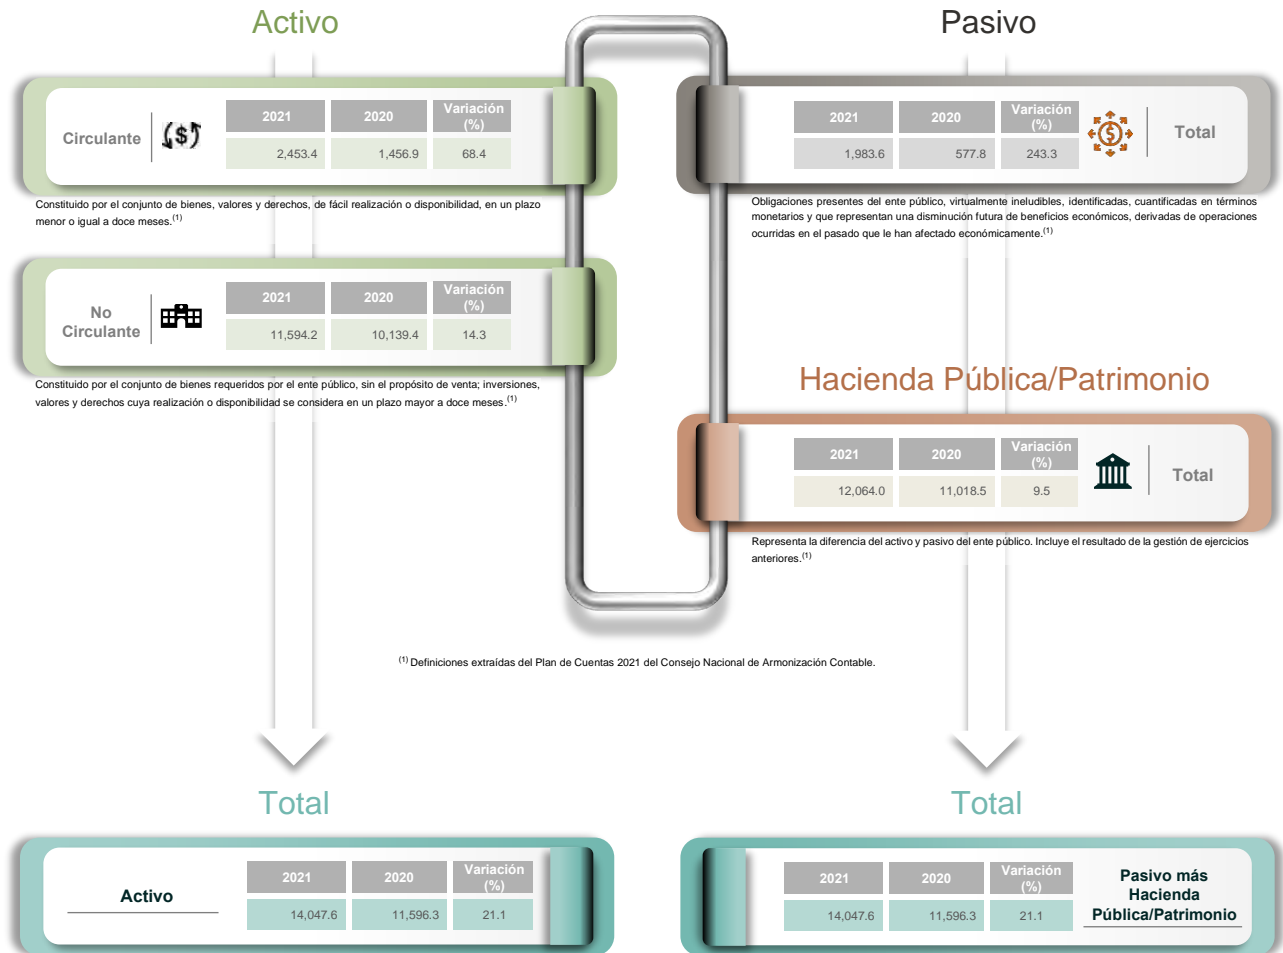 Activo
2021 2020 Variación
(%)
Circulante
($)
2,453.4 1,456.9 68.4
Constituido por el conjunto de bienes, valores y derechos, de fácil realización o disponibilidad, en un plazo
menor o igual a doce meses.(1)
2021 2020 Variación
(%)
No
Circulante
11,594.2 10,139.4 14.3
Constituido por el conjunto de bienes requeridos por el ente público, sin el propósito de venta; inversiones,
valores y derechos cuya realización o disponibilidad se considera en un plazo mayor a doce meses.(1)
Pasivo
2021 2020 Variación
(%)
$
Total
1,983.6 577.8 243.3
Obligaciones presentes del ente público, virtualmente ineludibles, identificadas, cuantificadas en términos
monetarios y que representan una disminución futura de beneficios económicos, derivadas de operaciones
ocurridas en el pasado que le han afectado económicamente.(1)
Hacienda Pública/Patrimonio
2021 2020 Variación
(%)
Total
12,064.0 11,018.5 9.5
Representa la diferencia del activo y pasivo del ente público. Incluye el resultado de la gestión de ejercicios
anteriores.(1)
(1) Definiciones extraídas del Plan de Cuentas 2021 del Consejo Nacional de Armonización Contable.
Total
Activo
2021 2020 Variación
(%)
14,047.6 11,596.3 21.1
Total
2021 2020 Variación
(%)
14,047.6 11,596.3 21.1
Pasivo más
Hacienda
Pública/Patrimonio